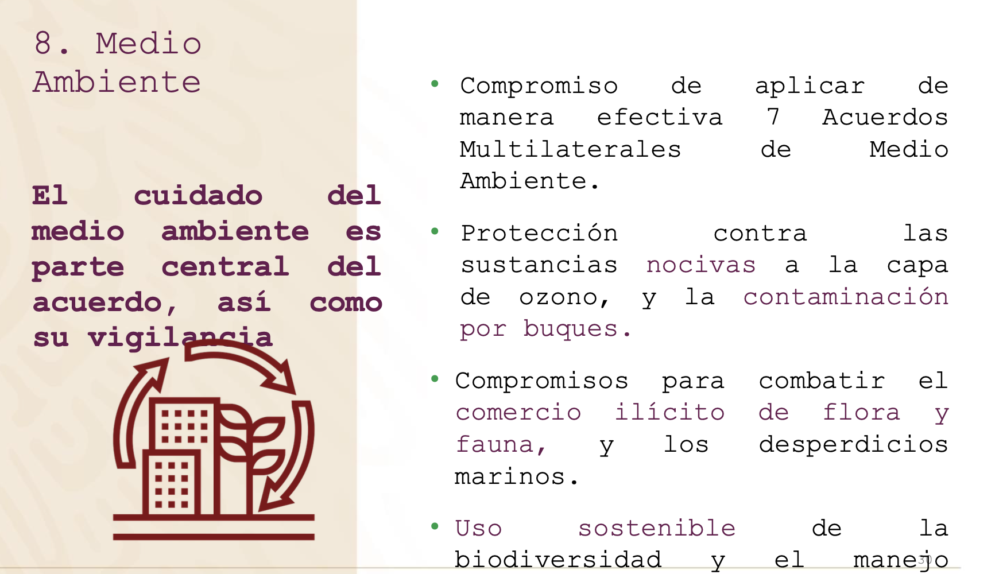 8. Medio
Ambiente
El cuidado del
medio ambiente es
parte central del
acuerdo, así como
su vigilancia
• Compromiso de aplicar de
manera efectiva 7 Acuerdos
Multilaterales de Medio
Ambiente.
• Protección contra las
sustancias nocivas a la capa
de ozono, y la contaminación
por buques.
• Compromisos para combatir el
comercio ilícito de flora y
fauna, y los desperdicios
marinos.
• Uso sostenible de la
biodiversidad y el manejo
30